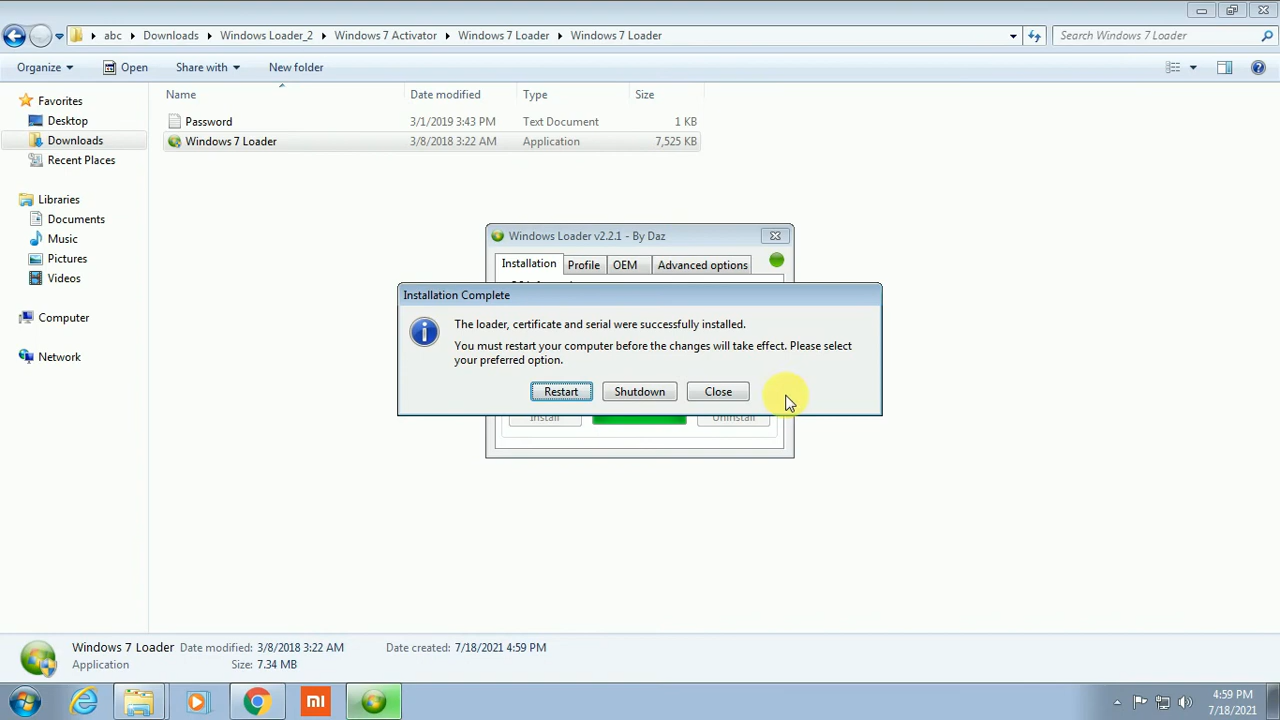 abc Downloads Windows Loader_2 Windows 7 Activator Windows 7 Loader Windows 7 Loader Search Windows 7 Loader
Organize Open Share with New folder
Name Date modified Type Size
Favorites
Desktop
Downloads
Recent Places
Libraries
Documents
Music
Pictures
Videos
Computer
Network
Password 3/1/2019 3:43 PM Text Document 1 KB
Windows 7 Loader 3/8/2018 3:22 AM Application 7,525 KB
Windows Loader v2.2.1 - By Daz
Installation Profile OEM Advanced options
Installation Complete
The loader, certificate and serial were successfully installed.
You must restart your computer before the changes will take effect. Please select
your preferred option.
Restart Shutdown Close
Install Uninstall
Windows 7 Loader Date modified: 3/8/2018 3:22 AM Date created: 7/18/2021 4:59 PM
Application Size: 7.34 MB
mi
4:59 PM
7/18/2021